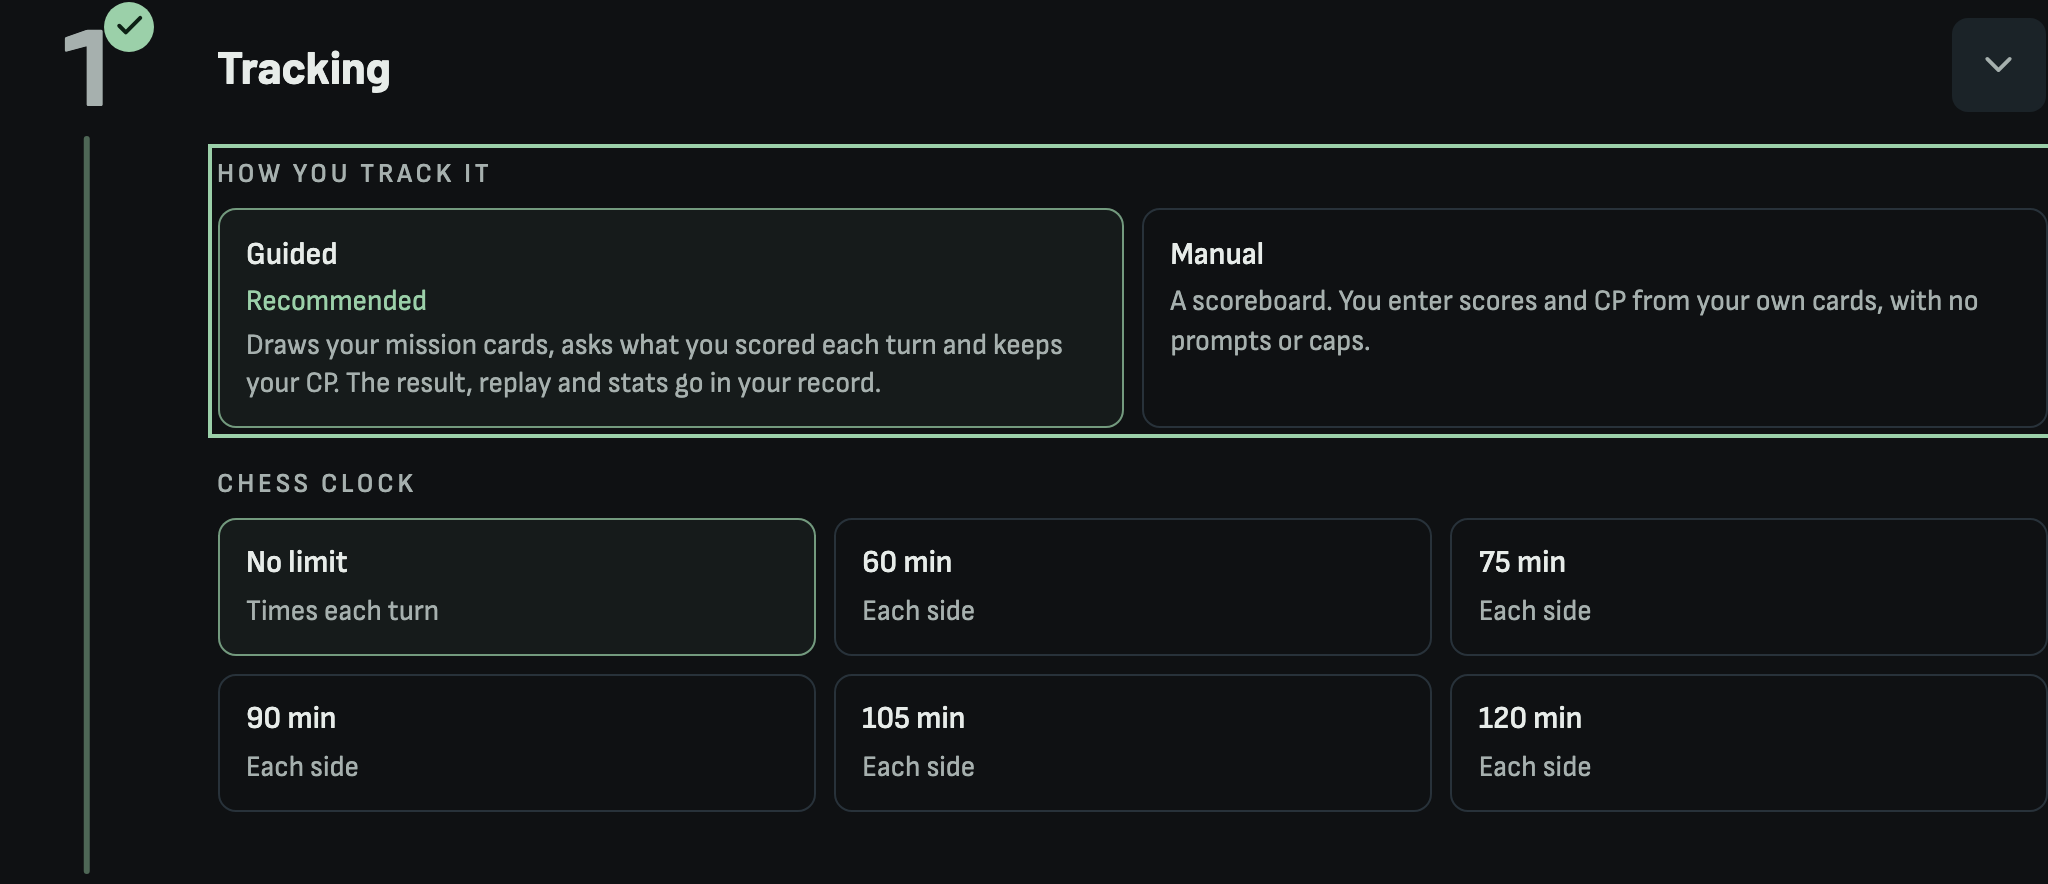 1
Tracking
HOW YOU TRACK IT
Guided
Recommended
Draws your mission cards, asks what you scored each turn and keeps
your CP. The result, replay and stats go in your record.
Manual
A scoreboard. You enter scores and CP from your own cards, with no
prompts or caps.
CHESS CLOCK
No limit
Times each turn
60 min
Each side
75 min
Each side
90 min
Each side
105 min
Each side
120 min
Each side